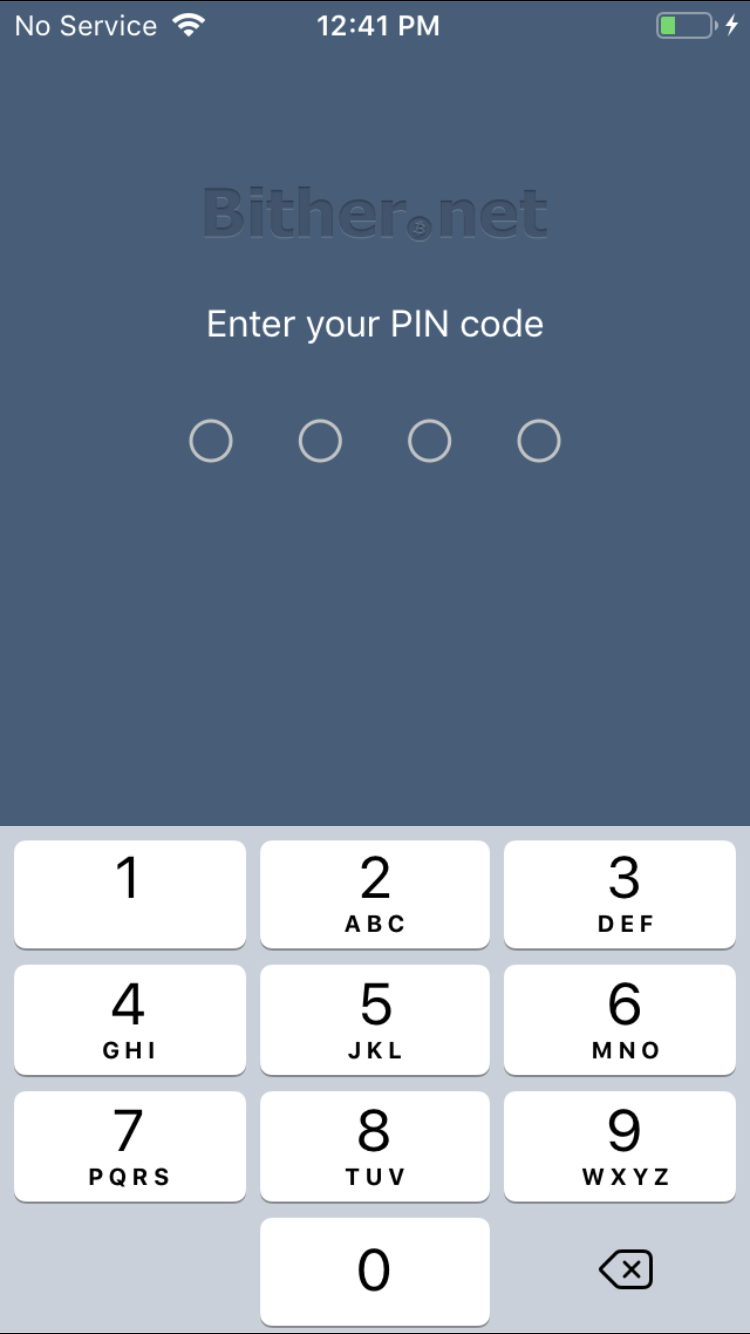 No Service 12:41 PM
Bither.net
Enter your PIN code
1 2 3
ABC DEF
4 5 6
GHI JKL MNO
7 8 9
PQRS TUV WXYZ
0